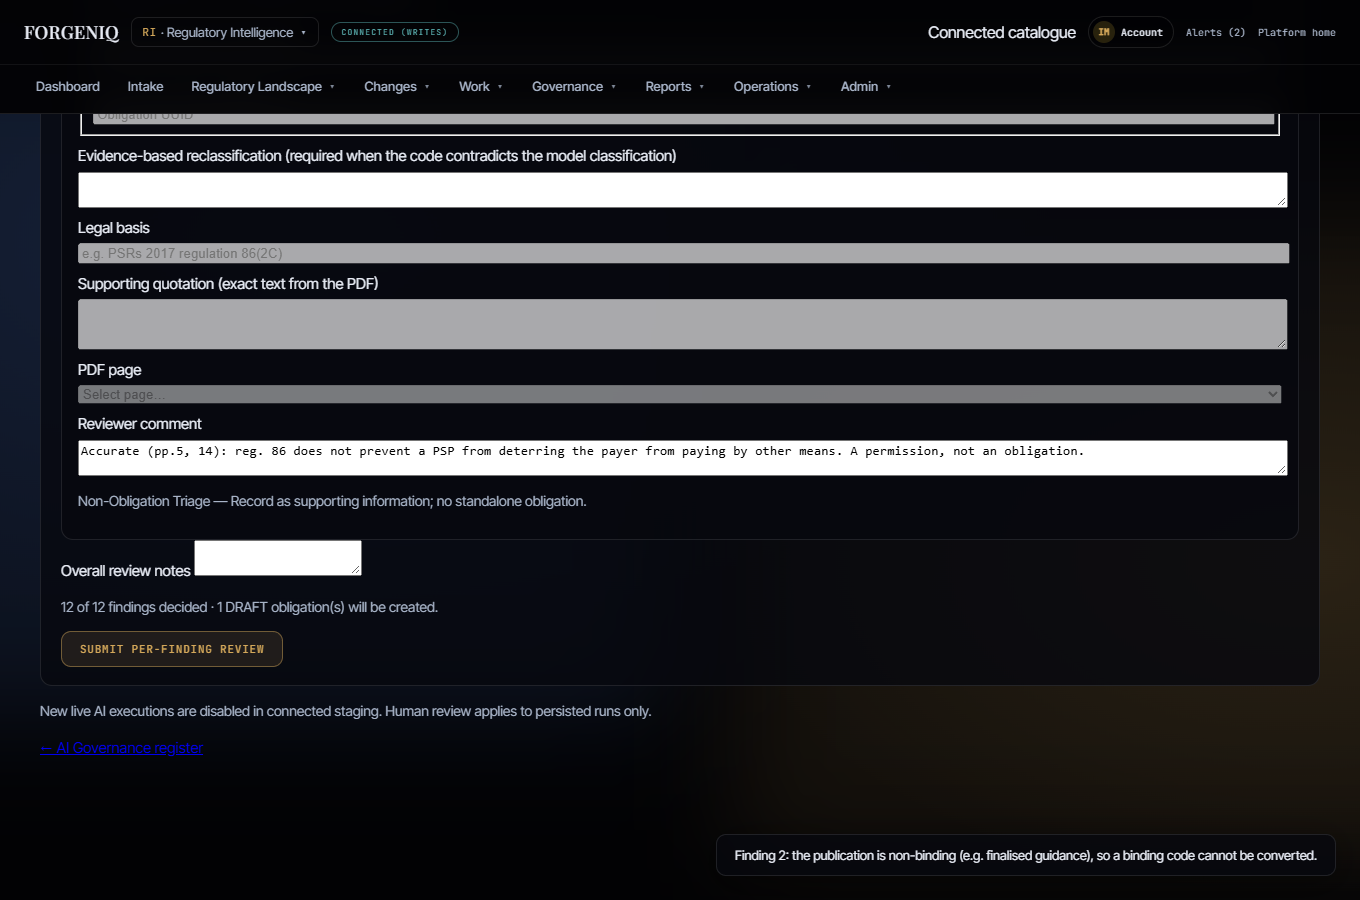 FORGENIQ
RI · Regulatory Intelligence ▾
CONNECTED (WRITES)
Connected catalogue
IM Account
Alerts (2)
Platform home
Dashboard
Intake
Regulatory Landscape ▾
Changes ▾
Work ▾
Governance ▾
Reports ▾
Operations ▾
Admin ▾
Obligation UUID
Evidence-based reclassification (required when the code contradicts the model classification)
Legal basis
e.g. PSRs 2017 regulation 86(2C)
Supporting quotation (exact text from the PDF)
PDF page
Select page...
Reviewer comment
Accurate (pp.5, 14): reg. 86 does not prevent a PSP from deterring the payer from paying by other means. A permission, not an obligation.
Non-Obligation Triage — Record as supporting information; no standalone obligation.
Overall review notes
12 of 12 findings decided · 1 DRAFT obligation(s) will be created.
SUBMIT PER-FINDING REVIEW
New live AI executions are disabled in connected staging. Human review applies to persisted runs only.
← AI Governance register
Finding 2: the publication is non-binding (e.g. finalised guidance), so a binding code cannot be converted.